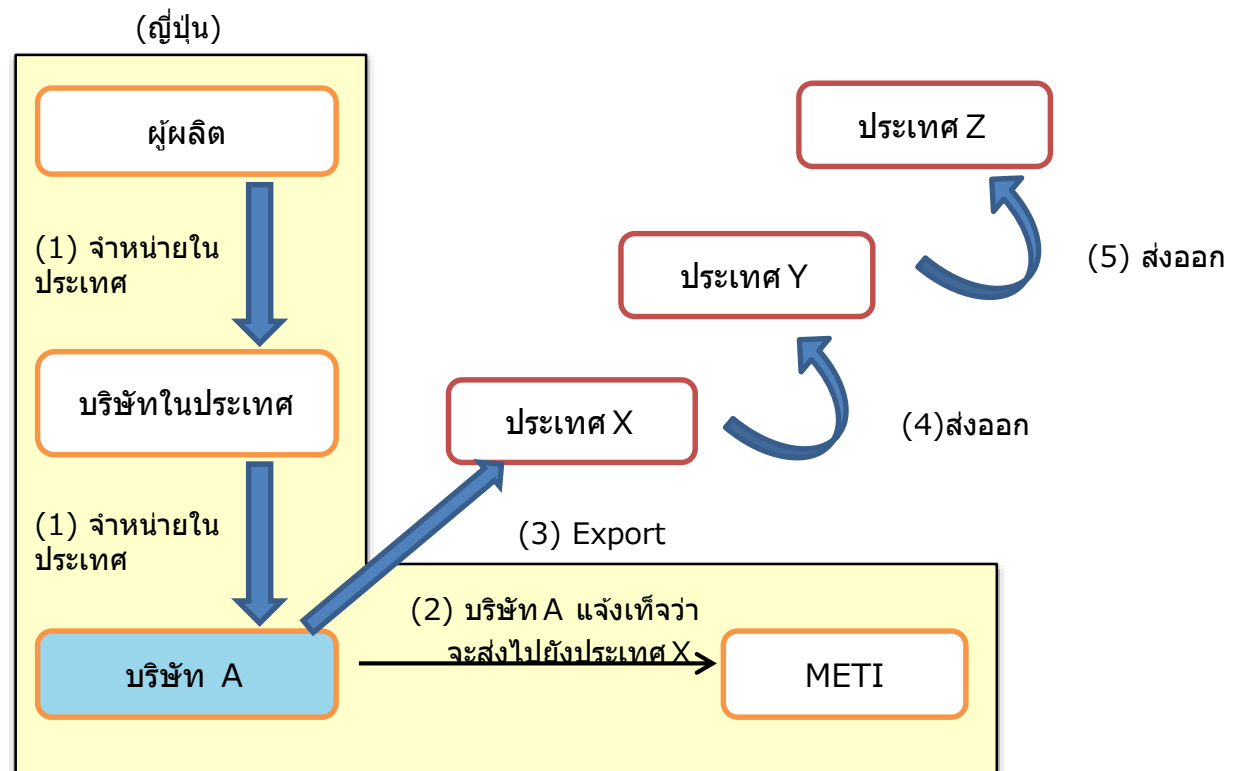 (ญี่ปุ่น)
ผู้ผลิต
(1) จำหน่ายใน
ประเทศ
บริษัทในประเทศ
(1) จำหน่ายใน
ประเทศ
บริษัท A
(2) บริษัท A แจ้งเท็จว่า
จะส่งไปยังประเทศ X
METI
(3) Export
ประเทศ X
(4)ส่งออก
ประเทศ Y
(5) ส่งออก
ประเทศ Z